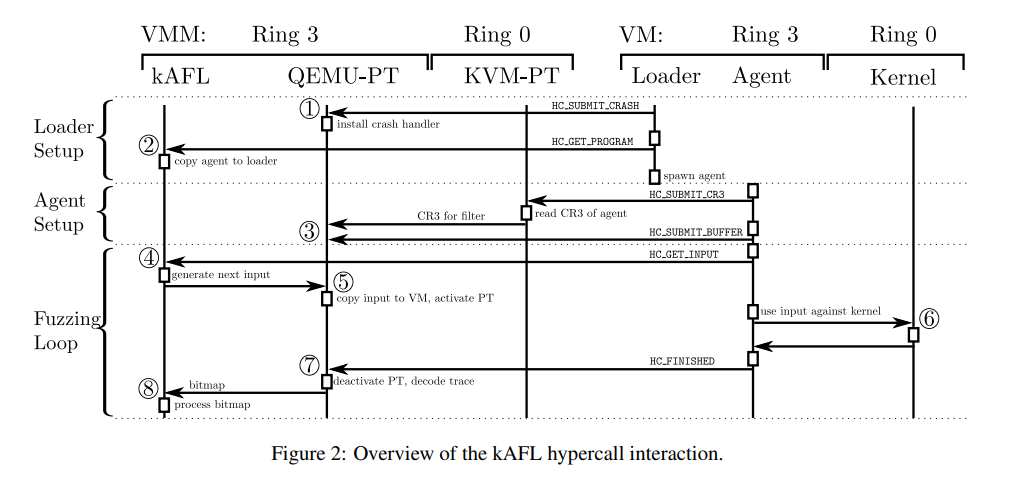 VMM: Ring 3 Ring 0 VM: Ring 3 Ring 0
kAFL QEMU-PT KVM-PT Loader Agent Kernel
Loader
Setup
① HC_SUBMIT_CRASH
install crash handler
② HC_GET_PROGRAM
copy agent to loader
spawn agent
Agent
Setup
HC_SUBMIT_CR3
CR3 for filter read CR3 of agent
③ HC_SUBMIT_BUFFER
Fuzzing
Loop
④ HC_GET_INPUT
generate next input
⑤
copy input to VM, activate PT
use input against kernel
⑥
⑦ HC_FINISHED
deactivate PT, decode trace
⑧ bitmap
process bitmap
Figure 2: Overview of the kAFL hypercall interaction.